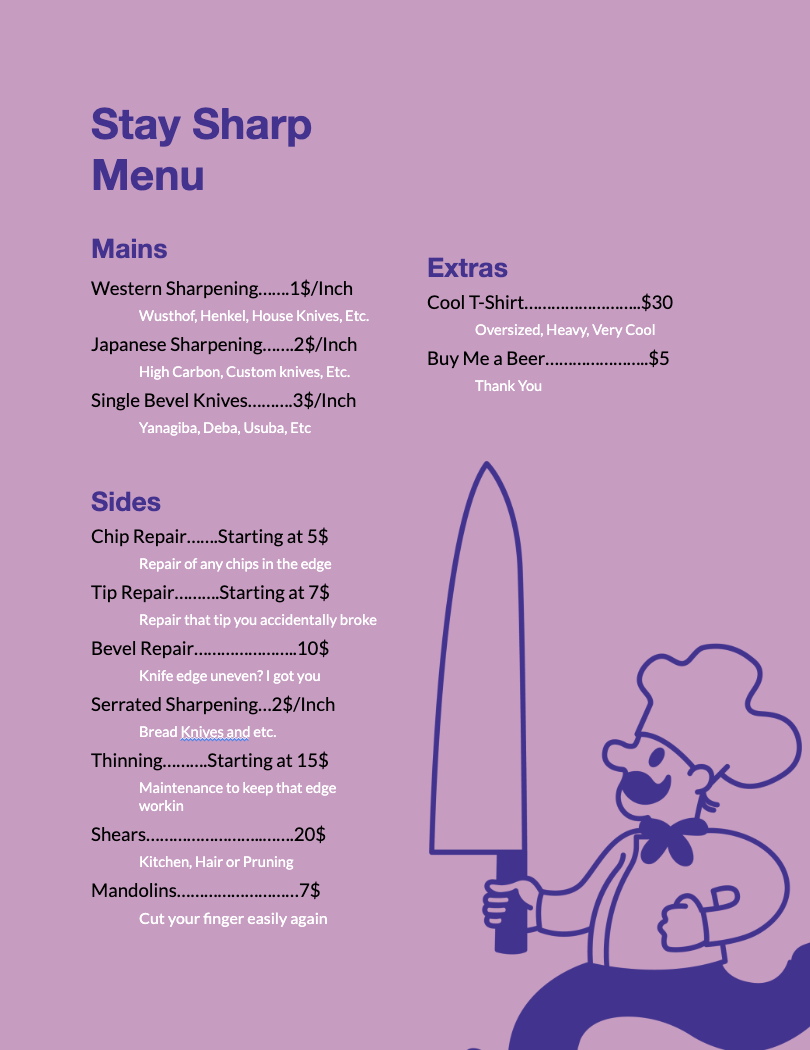 Stay Sharp
Menu
Mains
Western Sharpening.......1$/Inch
Wusthof, Henkel, House Knives, Etc.
Japanese Sharpening.......2$/Inch
High Carbon, Custom knives, Etc.
Single Bevel Knives..........3$/Inch
Yanagiba, Deba, Usuba, Etc
Sides
Chip Repair.......Starting at 5$
Repair of any chips in the edge
Tip Repair..........Starting at 7$
Repair that tip you accidentally broke
Bevel Repair.......................10$
Knife edge uneven? I got you
Serrated Sharpening...2$/Inch
Bread Knives and etc.
Thinning..........Starting at 15$
Maintenance to keep that edge
workin
Shears.................................20$
Kitchen, Hair or Pruning
Mandolins...........................7$
Cut your finger easily again
Extras
Cool T-Shirt..........................$30
Oversized, Heavy, Very Cool
Buy Me a Beer.......................$5
Thank You